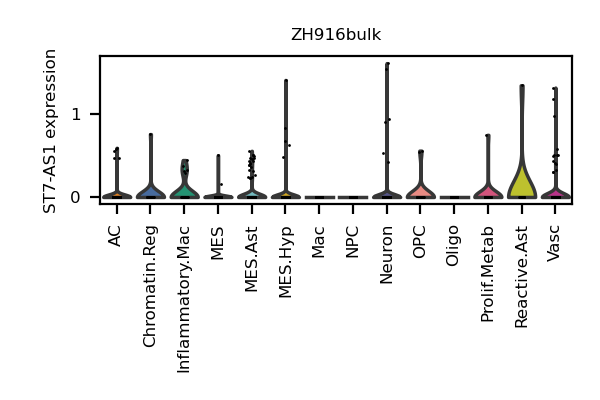 ZH916bulk
ST7-AS1 expression
1
0
AC
Chromatin.Reg
Inflammatory.Mac
MES
MES.Ast
MES.Hyp
Mac
NPC
Neuron
OPC
Oligo
Prolif.Metab
Reactive.Ast
Vasc